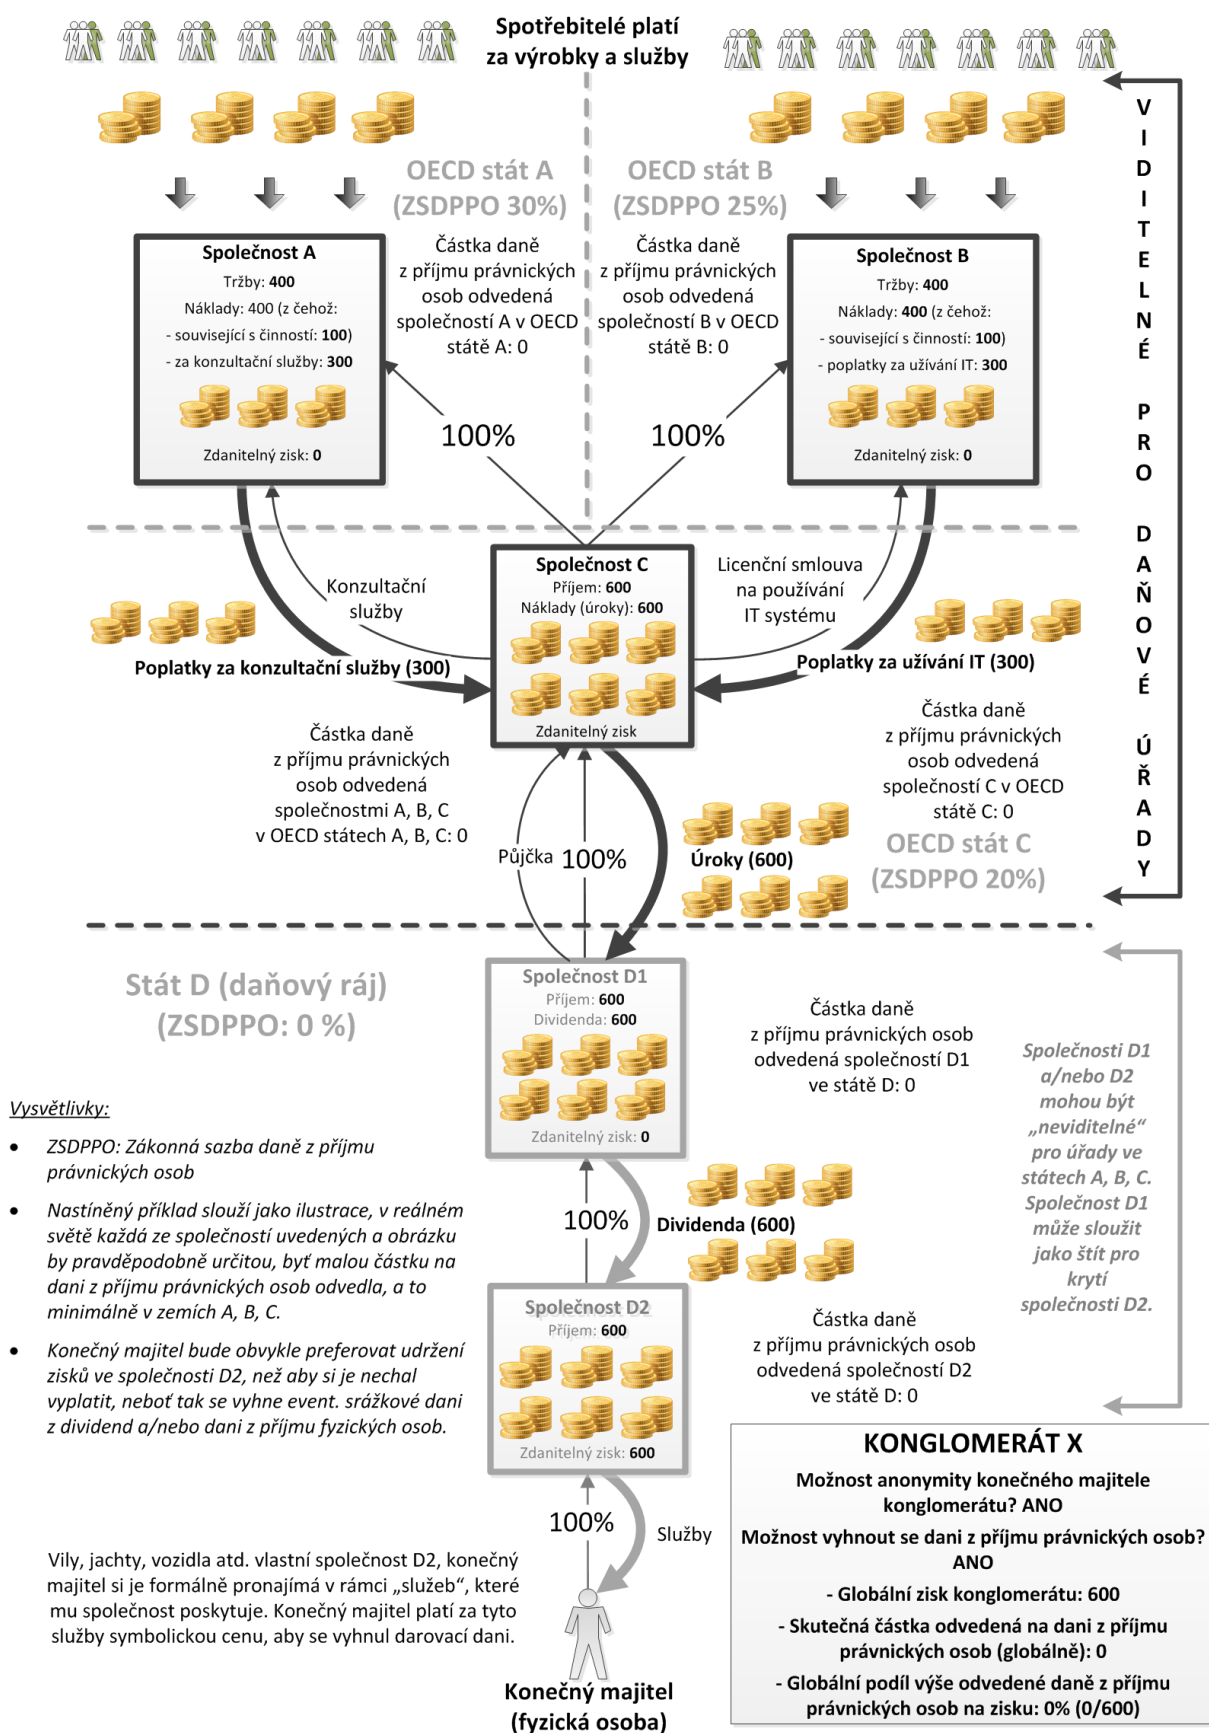 Spotřebitelé platí
za výrobky a služby
OECD stát A
(ZSDPPO 30%)
OECD stát B
(ZSDPPO 25%)
Společnost A
Tržby: 400
Náklady: 400 (z čehož:
- související s činností: 100)
- za konzultační služby: 300
Zdanitelný zisk: 0
Částka daně
z příjmu právnických
osob odvedená
společností A v OECD
státě A: 0
Částka daně
z příjmu právnických
osob odvedená
společností B v OECD
státě B: 0
Společnost B
Tržby: 400
Náklady: 400 (z čehož:
- související s činností: 100)
- poplatky za užívání IT: 300
Zdanitelný zisk: 0
100%
100%
VIDITELNÉ PRO DAŇOVÉ ÚŘADY
Společnost C
Příjem: 600
Náklady (úroky): 600
Zdanitelný zisk
Konzultační
služby
Licenční smlouva
na používání
IT systému
Poplatky za konzultační služby (300)
Poplatky za užívání IT (300)
Částka daně
z příjmu právnických
osob odvedená
společnostmi A, B, C
v OECD státech A, B, C: 0
Částka daně
z příjmu právnických
osob odvedená
společností C v OECD
státě C: 0
OECD stát C
(ZSDPPO 20%)
Půjčka
100%
Úroky (600)
Stát D (daňový ráj)
(ZSDPPO: 0 %)
Společnost D1
Příjem: 600
Dividenda: 600
Zdanitelný zisk: 0
Částka daně
z příjmu právnických osob
odvedená společností D1
ve státě D: 0
Společnosti D1
a/nebo D2
mohou být
„neviditelné“
pro úřady ve
státech A, B, C.
Společnost D1
může sloužit
jako štít pro
krytí
společnosti D2.
Vysvětlivky:
• ZSDPPO: Zákonná sazba daně z příjmu
právnických osob
• Nastíněný příklad slouží jako ilustrace, v reálném
světě každá ze společností uvedených a obrázku
by pravděpodobně určitou, byť malou částku na
dani z příjmu právnických osob odvedla, a to
minimálně v zemích A, B, C.
• Konečný majitel bude obvykle preferovat udržení
zisků ve společnosti D2, než aby si je nechal
vyplatit, neboť tak se vyhne event. srážkové dani
z dividend a/nebo dani z příjmu fyzických osob.
100%
Dividenda (600)
Společnost D2
Příjem: 600
Zdanitelný zisk: 600
Částka daně
z příjmu právnických osob
odvedená společností D2
ve státě D: 0
100%
Služby
Vily, jachty, vozidla atd. vlastní společnost D2, konečný
majitel si je formálně pronajímá v rámci „služeb“, které
mu společnost poskytuje. Konečný majitel platí za tyto
služby symbolickou cenu, aby se vyhnul darovací dani.
Konečný majitel
(fyzická osoba)
KONGLOMERÁT X
Možnost anonymity konečného majitele
konglomerátu? ANO
Možnost vyhnout se dani z příjmu právnických osob?
ANO
- Globální zisk konglomerátu: 600
- Skutečná částka odvedená na dani z příjmu
právnických osob (globálně): 0
- Globální podíl výše odvedené daně z příjmu
právnických osob na zisku: 0% (0/600)